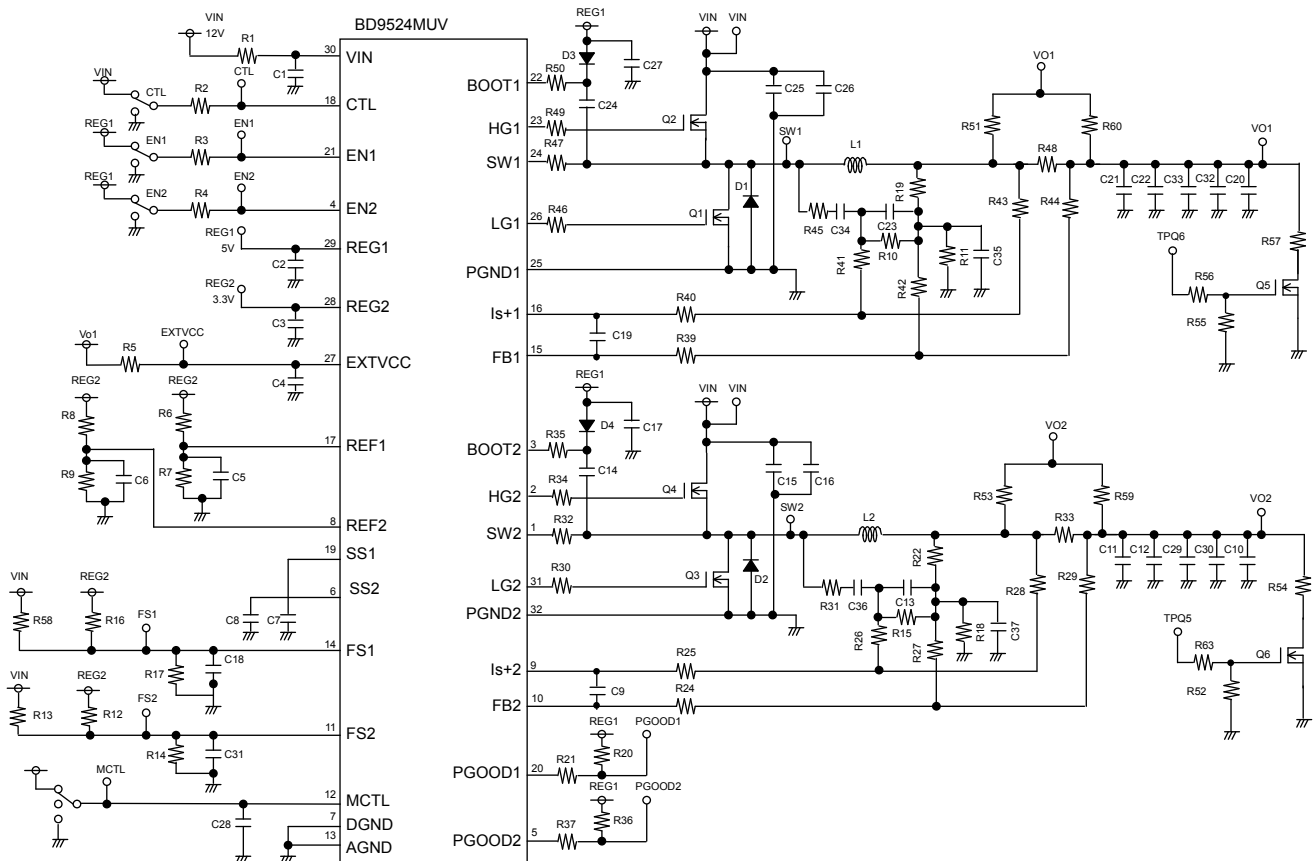 BD9524MUV
VIN
12V
R1
30
VIN
C1
VIN
CTL
R2
CTL
18
CTL
REG1
EN1
R3
EN1
21
EN1
REG1
EN2
R4
EN2
4
EN2
REG1
5V
29
REG1
C2
REG2
3.3V
28
REG2
C3
Vo1
R5
EXTVCC
27
EXTVCC
C4
REG2
R8
R9
C6
REG2
R6
R7
C5
17
REF1
8
REF2
19
SS1
6
SS2
C8
C7
VIN
R58
REG2
R16
FS1
14
FS1
R17
C18
VIN
R13
REG2
R12
FS2
11
FS2
R14
C31
MCTL
12
MCTL
C28
7
DGND
13
AGND
REG1
D3
C27
BOOT1
22
R50
C24
HG1
23
R49
SW1
24
R47
LG1
26
R46
PGND1
25
Is+1
16
R40
C19
FB1
15
R39
VIN
VIN
C25
C26
Q2
Q1
D1
SW1
L1
R19
R45
C34
C23
R10
R41
R42
R11
C35
VO1
R51
R60
R48
R43
R44
VO1
C21
C22
C33
C32
C20
R57
TPQ6
R56
R55
Q5
REG1
D4
C17
BOOT2
3
R35
C14
HG2
2
R34
SW2
1
R32
LG2
31
R30
PGND2
32
Is+2
9
R25
C9
FB2
10
R24
VIN
VIN
C15
C16
Q4
Q3
D2
SW2
L2
R22
R31
C36
C13
R15
R26
R27
R18
C37
VO2
R53
R59
R33
R28
R29
VO2
C11
C12
C29
C30
C10
R54
TPQ5
R63
R52
Q6
REG1
PGOOD1
R20
PGOOD1
20
R21
REG1
PGOOD2
R36
PGOOD2
5
R37